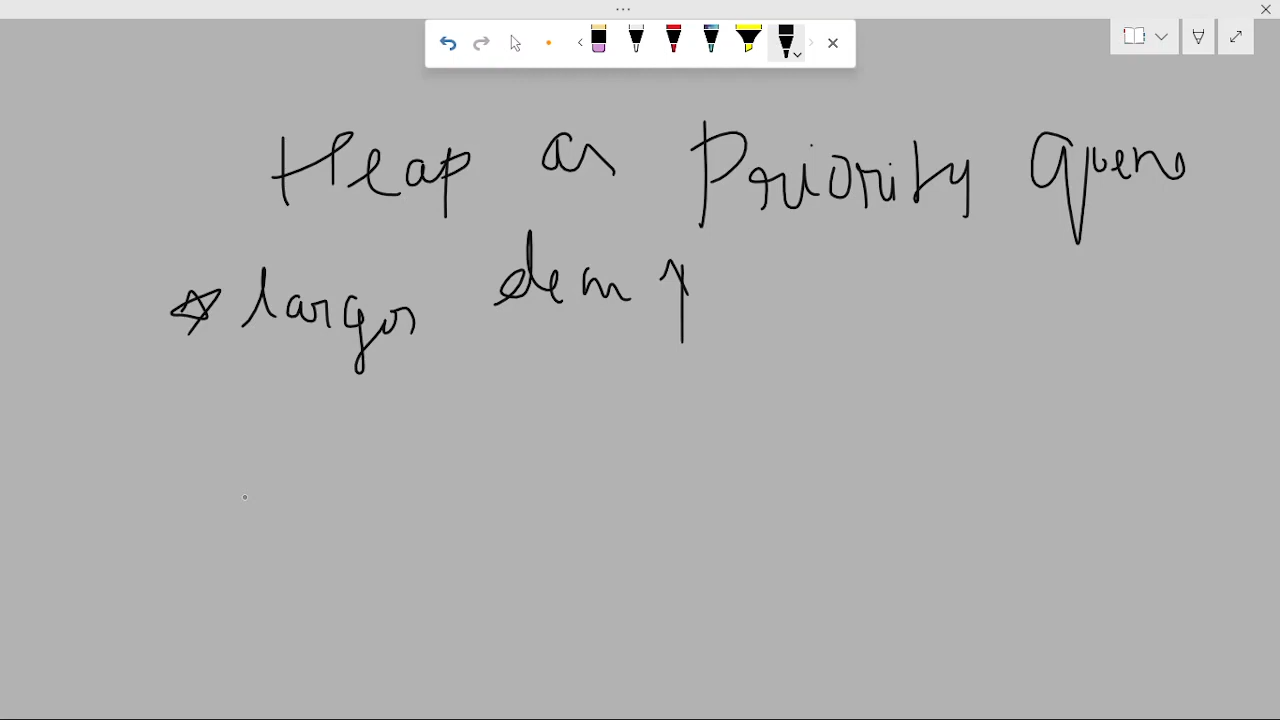 Heap as Priority Queue
☆ larger elem ↑